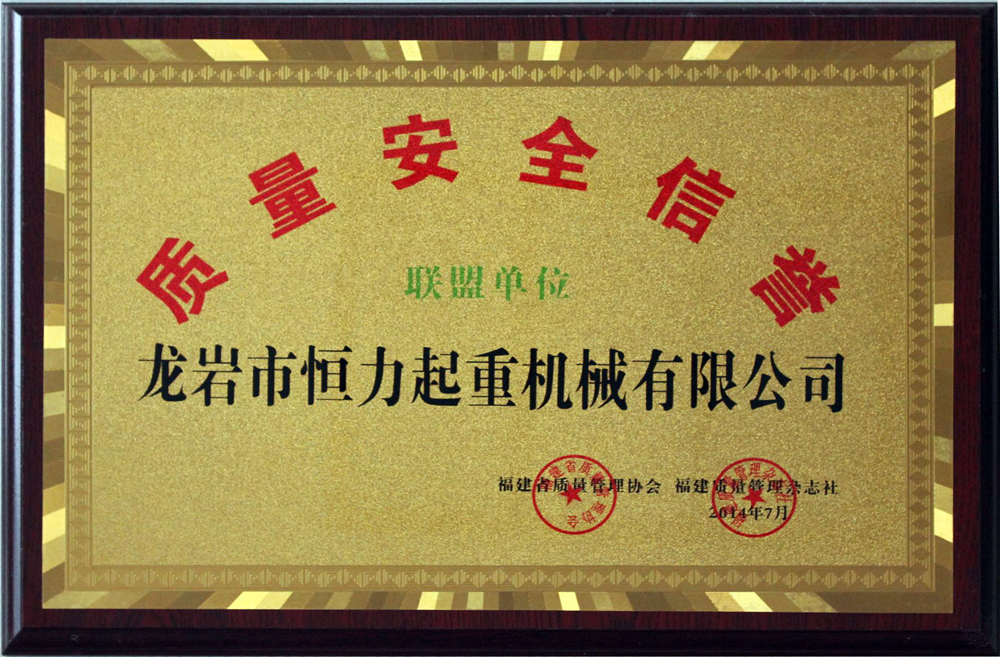 质量安全信誉
联盟单位
龙岩市恒力起重机械有限公司
福建省质量管理协会 福建质量管理杂志社
2014年7月